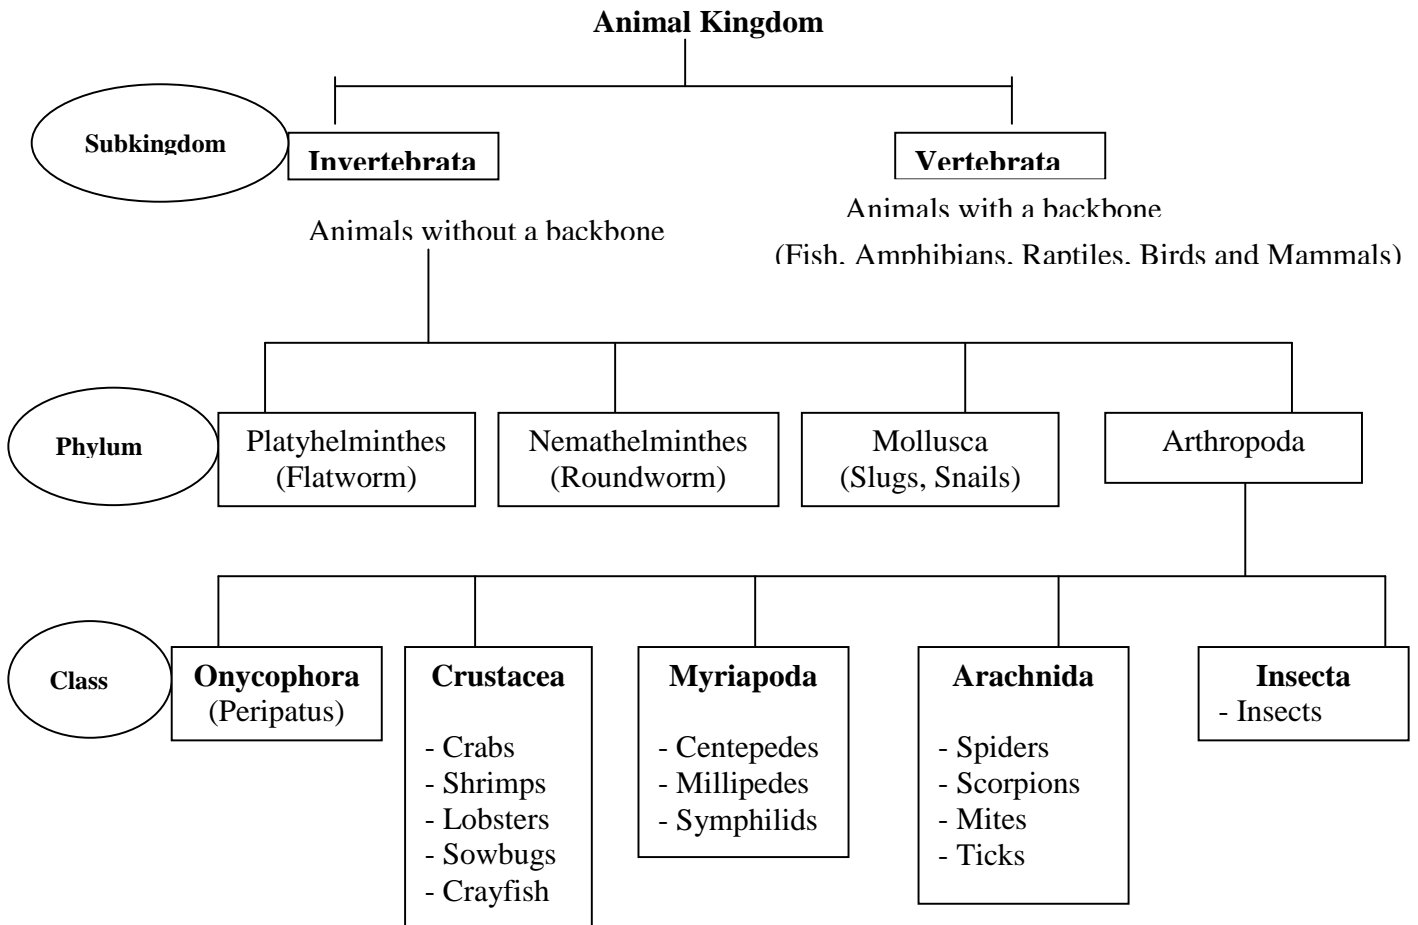 Animal Kingdom
Subkingdom
Invertebrata
Vertebrata
Animals without a backbone
Animals with a backbone
(Fish, Amphibians, Raptiles, Birds and Mammals)
Phylum
Platyhelminthes
(Flatworm)
Nemathelminthes
(Roundworm)
Mollusca
(Slugs, Snails)
Arthropoda
Class
Onycophora
(Peripatus)
Crustacea
- Crabs
- Shrimps
- Lobsters
- Sowbugs
- Crayfish
Myriapoda
- Centepedes
- Millipedes
- Symphilids
Arachnida
- Spiders
- Scorpions
- Mites
- Ticks
Insecta
- Insects